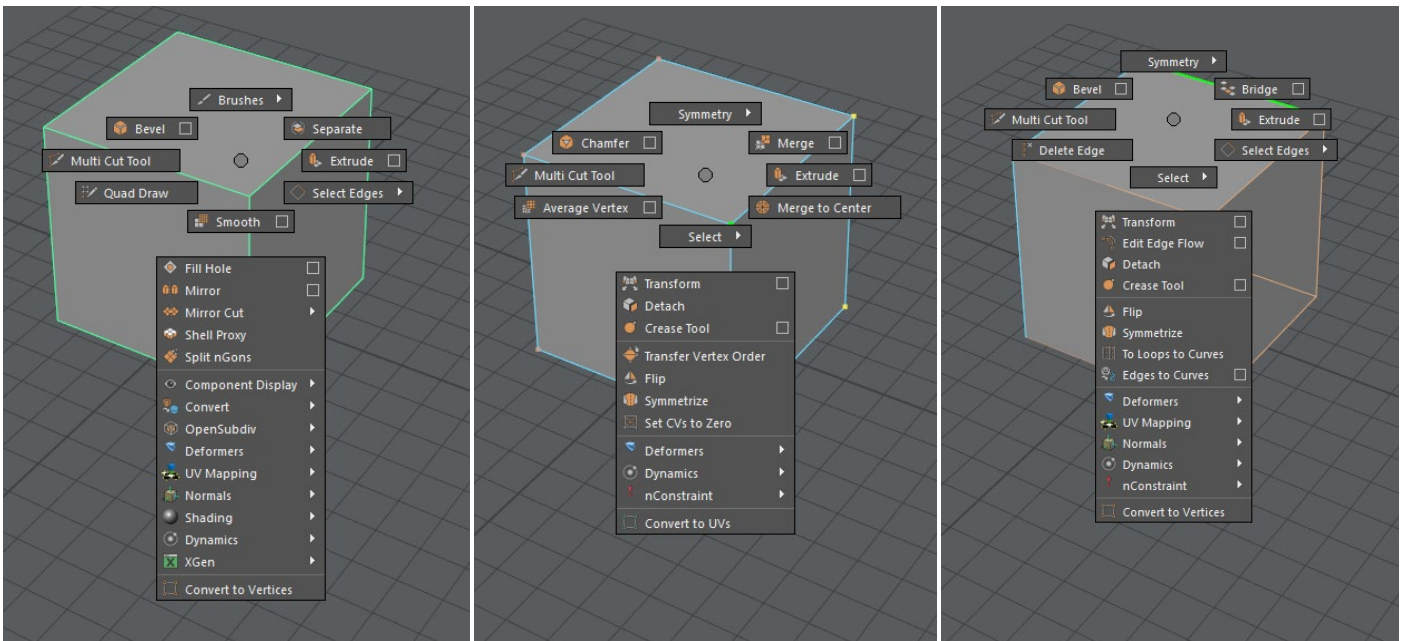 Brushes
Bevel
Separate
Multi Cut Tool
Extrude
Quad Draw
Select Edges
Smooth
Fill Hole
Mirror
Mirror Cut
Shell Proxy
Split nGons
Component Display
Convert
OpenSubdiv
Deformers
UV Mapping
Normals
Shading
Dynamics
XGen
Convert to Vertices
Symmetry
Chamfer
Merge
Multi Cut Tool
Extrude
Average Vertex
Merge to Center
Select
Transform
Detach
Crease Tool
Transfer Vertex Order
Flip
Symmetrize
Set CVs to Zero
Deformers
Dynamics
nConstraint
Convert to UVs
Symmetry
Bevel
Bridge
Multi Cut Tool
Extrude
Delete Edge
Select Edges
Select
Transform
Edit Edge Flow
Detach
Crease Tool
Flip
Symmetrize
To Loops to Curves
Edges to Curves
Deformers
UV Mapping
Normals
Dynamics
nConstraint
Convert to Vertices